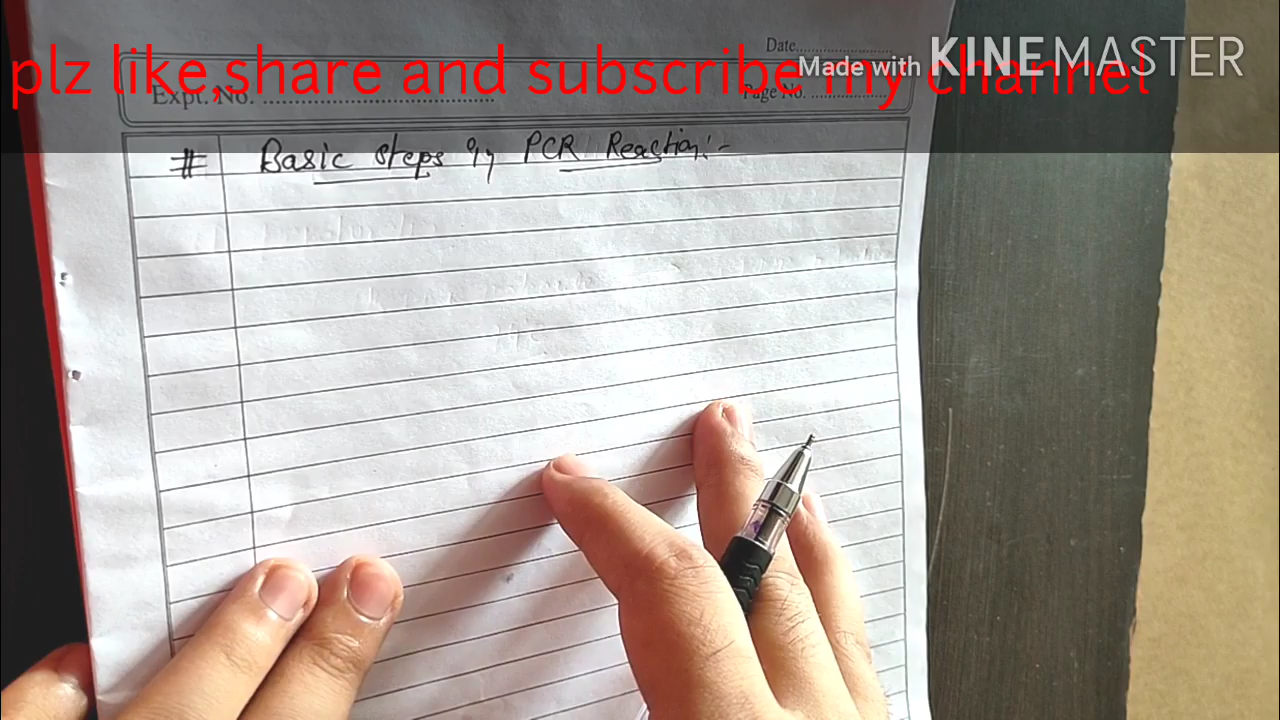 Date....................
Made with KINEMASTER
plz like,share and subscribe my channel
Expt. No. ........................................
Page No. ................
# Basic steps in PCR Reaction:-